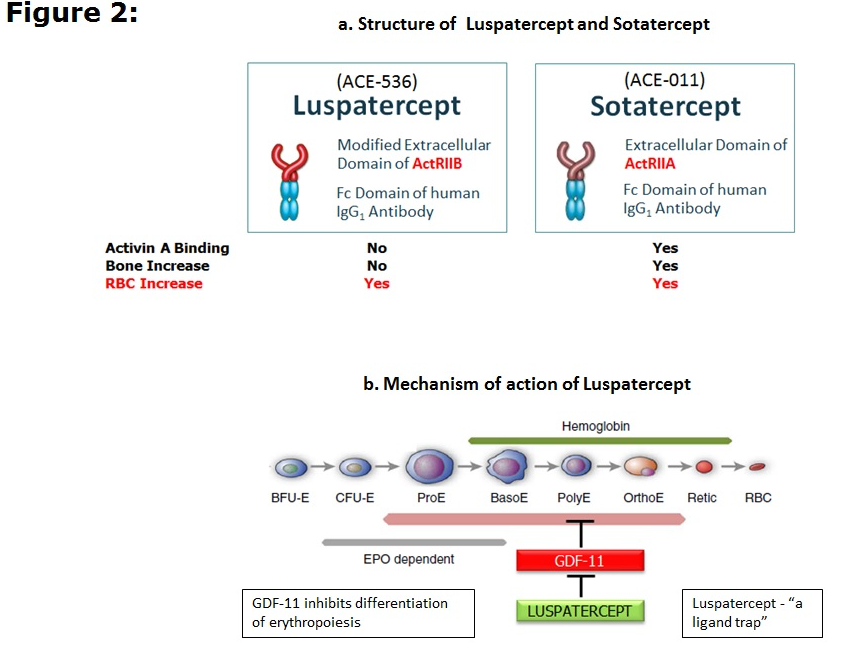 Figure 2:
a. Structure of Luspatercept and Sotatercept
(ACE-536)
Luspatercept
Modified Extracellular
Domain of ActRIIB
Fc Domain of human
IgG₁ Antibody
(ACE-011)
Sotatercept
Extracellular Domain of
ActRIIA
Fc Domain of human
IgG₁ Antibody
Activin A Binding No Yes
Bone Increase No Yes
RBC Increase Yes Yes
b. Mechanism of action of Luspatercept
Hemoglobin
BFU-E CFU-E ProE BasoE PolyE OrthoE Retic RBC
EPO dependent
GDF-11
LUSPATERCEPT
GDF-11 inhibits differentiation
of erythropoiesis
Luspatercept - “a
ligand trap”